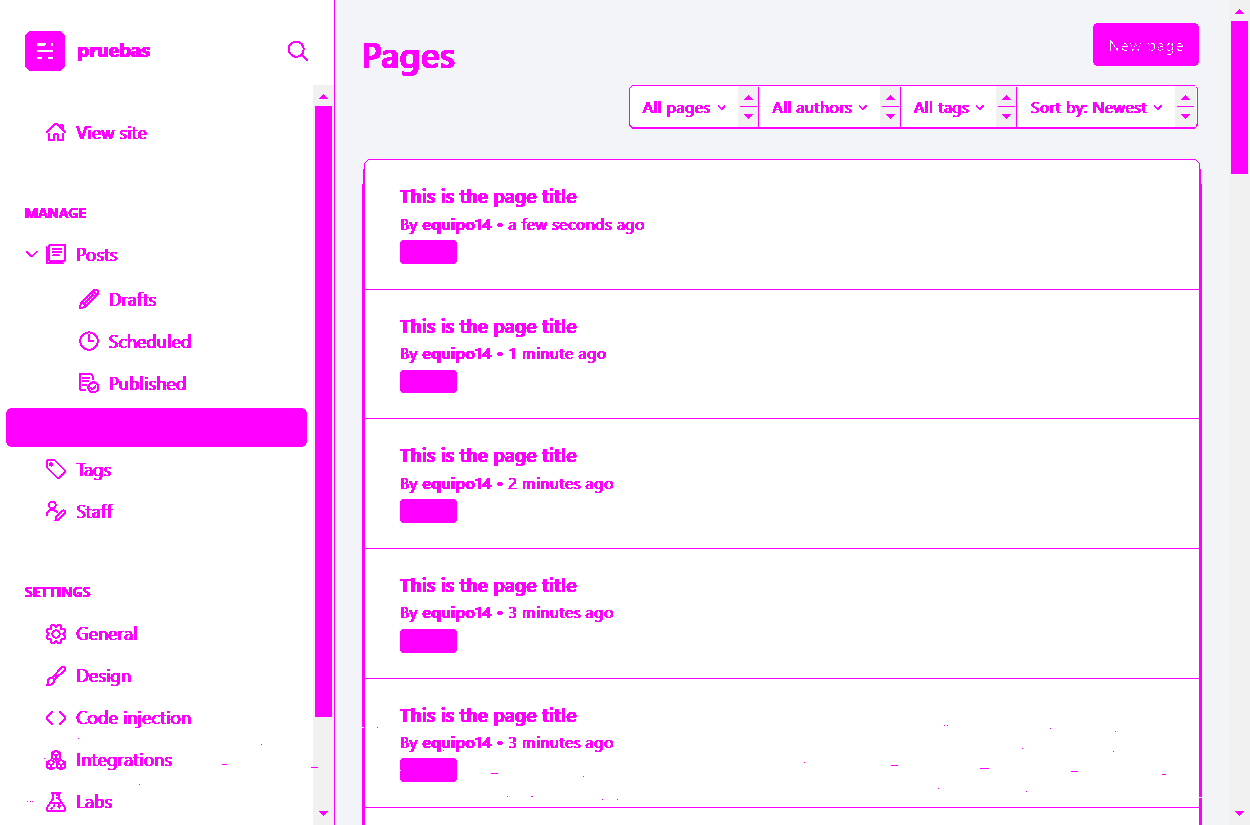 pruebas
View site
MANAGE
Posts
Drafts
Scheduled
Published
Tags
Staff
SETTINGS
General
Design
Code injection
Integrations
Labs
Pages
New page
All pages
All authors
All tags
Sort by: Newest
This is the page title
By equipo14 • a few seconds ago
This is the page title
By equipo14 • 1 minute ago
This is the page title
By equipo14 • 2 minutes ago
This is the page title
By equipo14 • 3 minutes ago
This is the page title
By equipo14 • 3 minutes ago